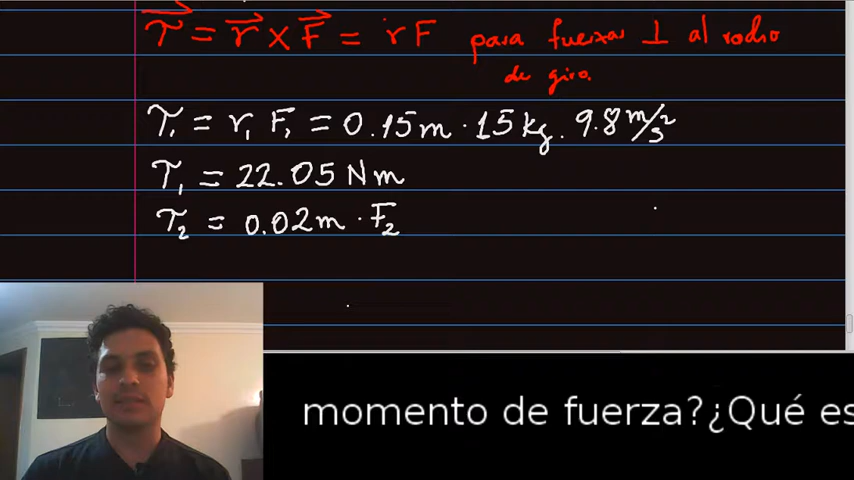 τ⃗ = r⃗ × F⃗ = r F para fuerzas ⊥ al radio
de giro.
τ₁ = r₁ F₁ = 0.15 m · 15 kg · 9.8 m/s²
τ₁ = 22.05 N m
τ₂ = 0.02 m · F₂
momento de fuerza?¿Qué es